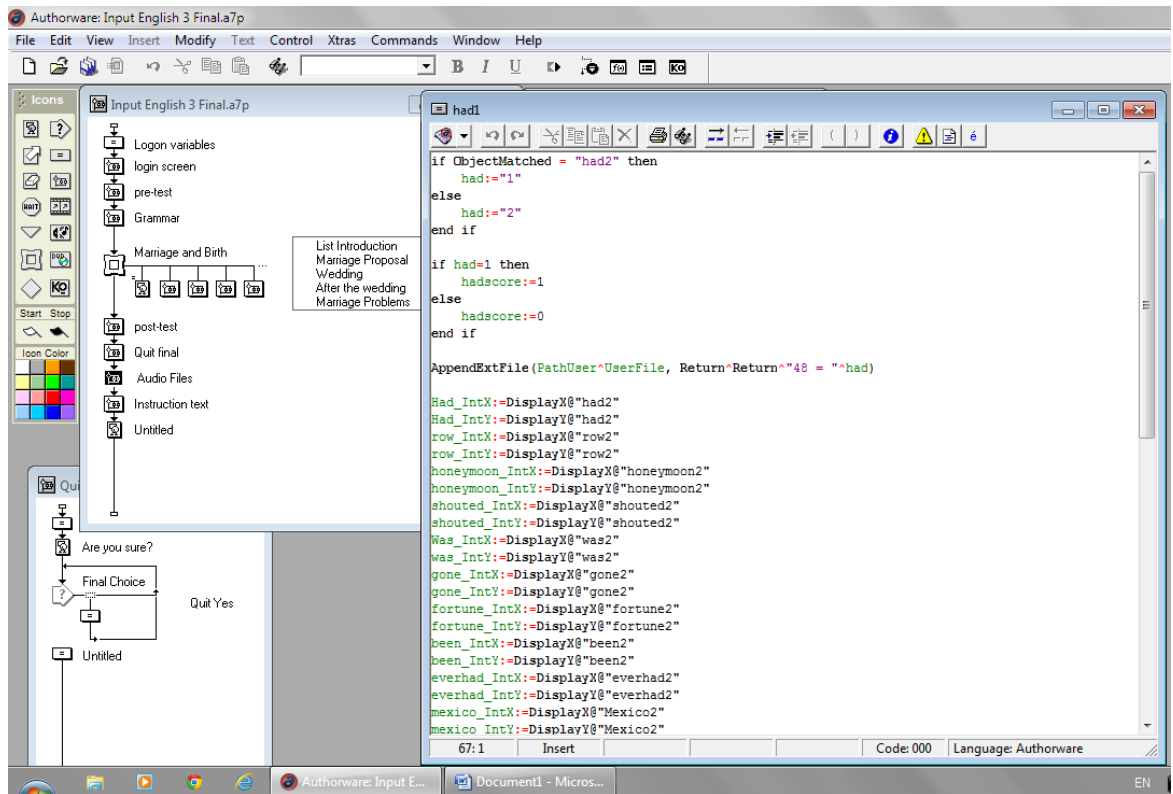 Authorware: Input English 3 Final.a7p
File Edit View Insert Modify Text Control Xtras Commands Window Help
B I U
Icons
WAIT
DVD
KO
Start Stop
Icon Color
Input English 3 Final.a7p
Logon variables
login screen
pre-test
Grammar
Marriage and Birth
List Introduction
Marriage Proposal
Wedding
After the wedding
Marriage Problems
post-test
Quit final
Audio Files
Instruction text
Untitled
Qui
Are you sure?
Final Choice
Quit Yes
Untitled
had1
if ObjectMatched = "had2" then
had:="1"
else
had:="2"
end if
if had=1 then
hadscore:=1
else
hadscore:=0
end if
AppendExtFile(PathUser^UserFile, Return^Return^"48 = "^had)
Had_IntX:=DisplayX@"had2"
Had_IntY:=DisplayY@"had2"
row_IntX:=DisplayX@"row2"
row_IntY:=DisplayY@"row2"
honeymoon_IntX:=DisplayX@"honeymoon2"
honeymoon_IntY:=DisplayY@"honeymoon2"
shouted_IntX:=DisplayX@"shouted2"
shouted_IntY:=DisplayY@"shouted2"
Was_IntX:=DisplayX@"was2"
was_IntY:=DisplayY@"was2"
gone_IntX:=DisplayX@"gone2"
gone_IntY:=DisplayY@"gone2"
fortune_IntX:=DisplayX@"fortune2"
fortune_IntY:=DisplayY@"fortune2"
been_IntX:=DisplayX@"been2"
been_IntY:=DisplayY@"been2"
everhad_IntX:=DisplayX@"everhad2"
everhad_IntY:=DisplayY@"everhad2"
mexico_IntX:=DisplayX@"Mexico2"
mexico_IntY:=DisplayY@"Mexico2"
67:1 Insert Code: 000 Language: Authorware
Authorware: Input E... Document1 - Micros... EN